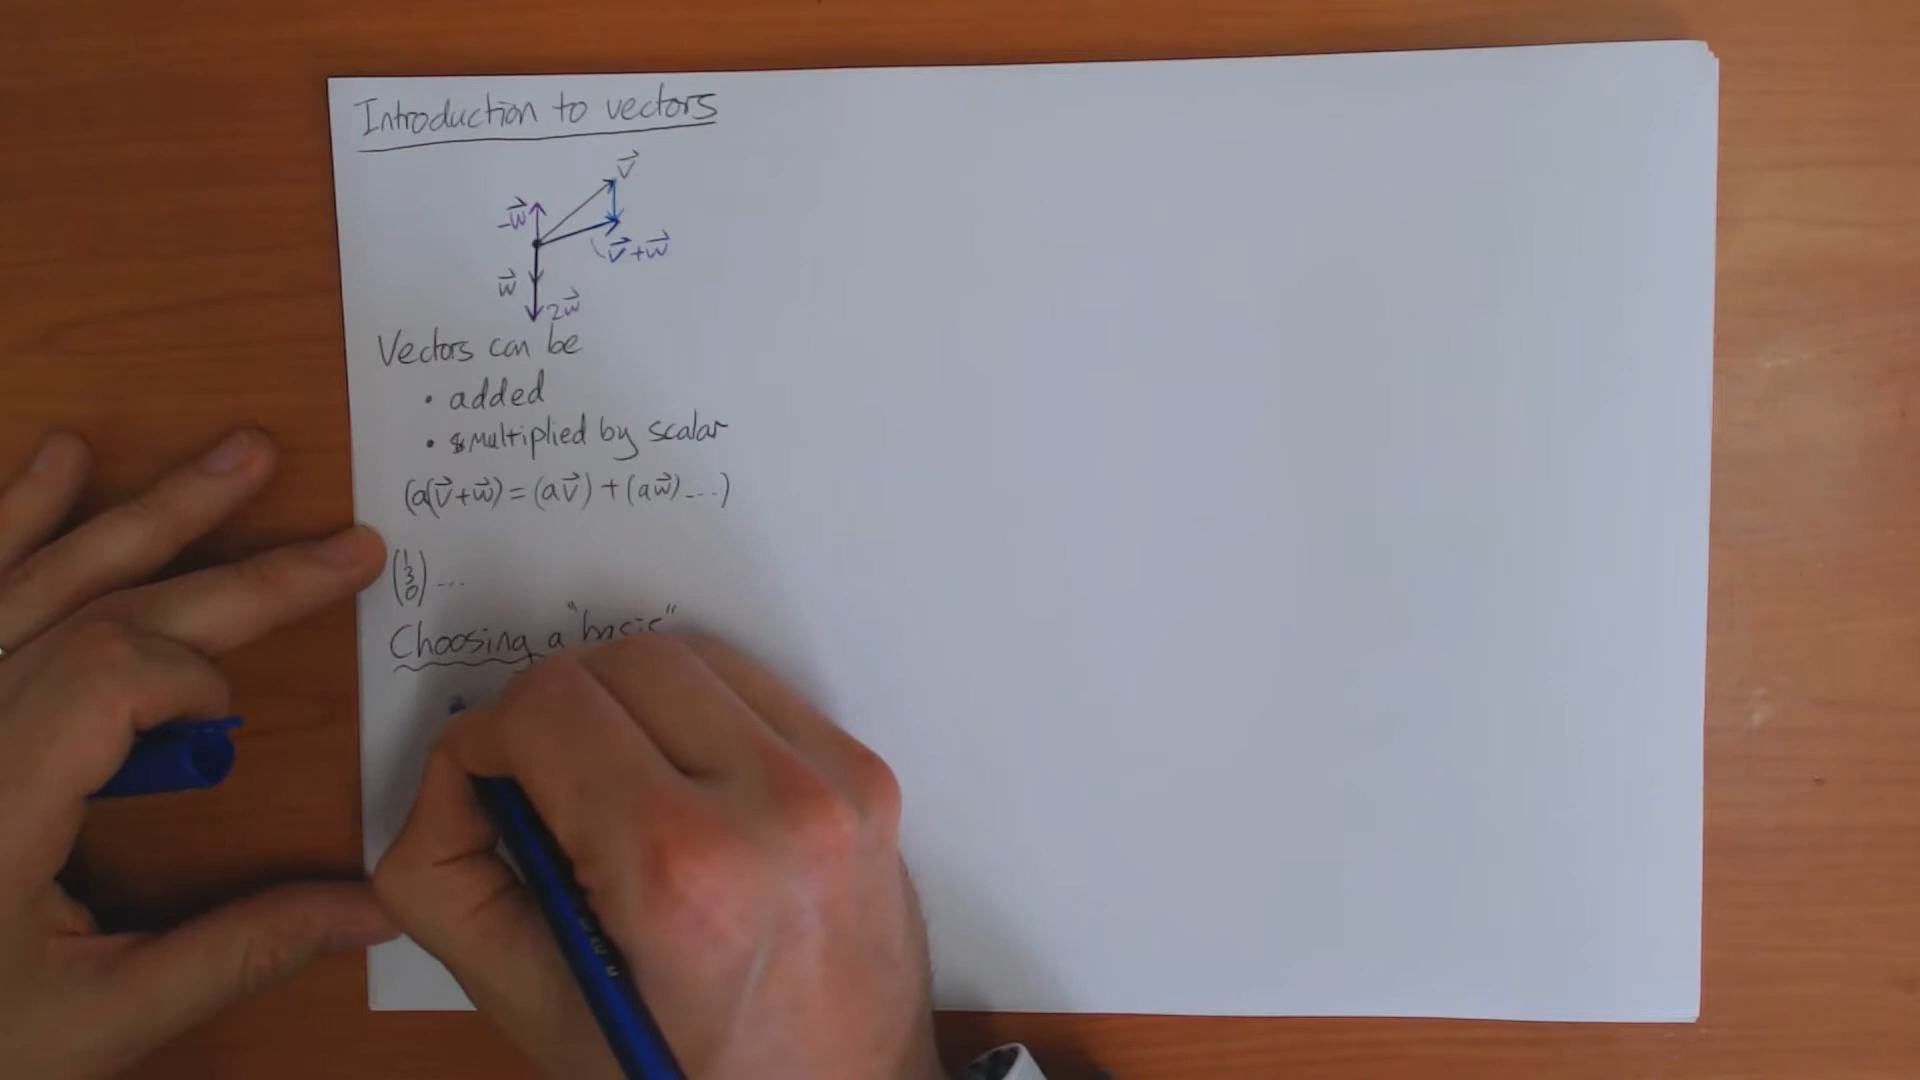 Introduction to vectors
v⃗
-w⃗
v⃗+w⃗
w⃗
2w⃗
Vectors can be
• added
• multiplied by scalar
(a(v⃗+w⃗) = (av⃗) + (aw⃗)...)
(1 3 0) ...
Choosing a "basis"